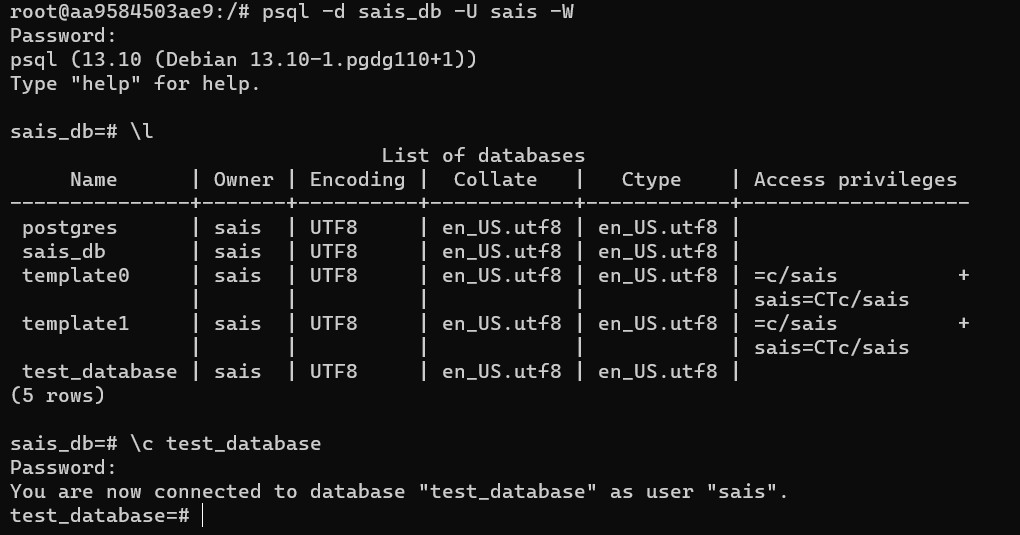 root@aa9584503ae9:/# psql -d sais_db -U sais -W
Password:
psql (13.10 (Debian 13.10-1.pgdg110+1))
Type "help" for help.

sais_db=# \l
                               List of databases
     Name      | Owner | Encoding |  Collate   |   Ctype    | Access privileges
---------------+-------+----------+------------+------------+-------------------
 postgres      | sais  | UTF8     | en_US.utf8 | en_US.utf8 |
 sais_db       | sais  | UTF8     | en_US.utf8 | en_US.utf8 |
 template0     | sais  | UTF8     | en_US.utf8 | en_US.utf8 | =c/sais          +
               |       |          |            |            | sais=CTc/sais
 template1     | sais  | UTF8     | en_US.utf8 | en_US.utf8 | =c/sais          +
               |       |          |            |            | sais=CTc/sais
 test_database | sais  | UTF8     | en_US.utf8 | en_US.utf8 |
(5 rows)

sais_db=# \c test_database
Password:
You are now connected to database "test_database" as user "sais".
test_database=#